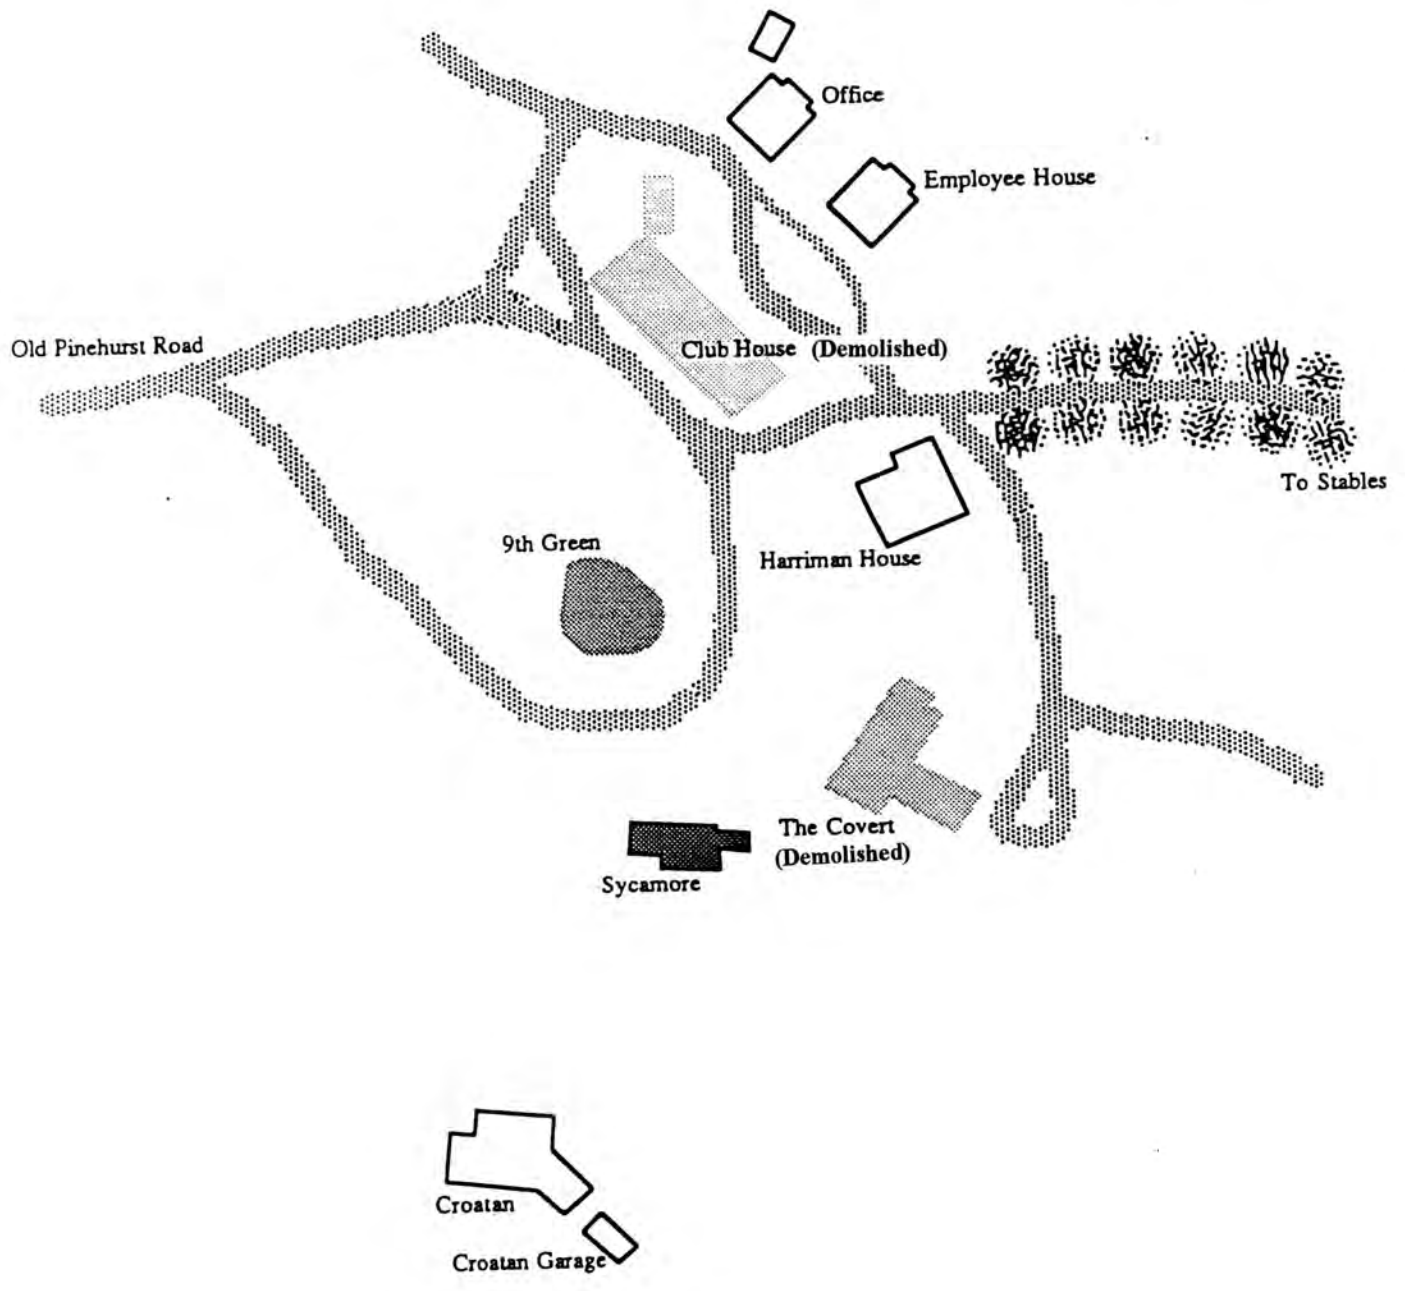 Office
Employee House
Old Pinehurst Road
Club House (Demolished)
To Stables
9th Green
Harriman House
The Covert
(Demolished)
Sycamore
Croatan
Croatan Garage